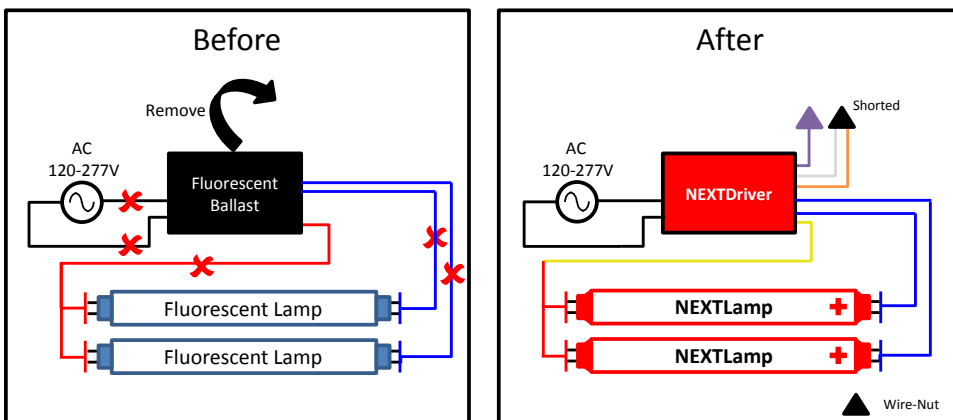 Before
Remove
AC
120-277V
Fluorescent
Ballast
Fluorescent Lamp
Fluorescent Lamp
After
Shorted
AC
120-277V
NEXTDriver
NEXTLamp
NEXTLamp
Wire-Nut